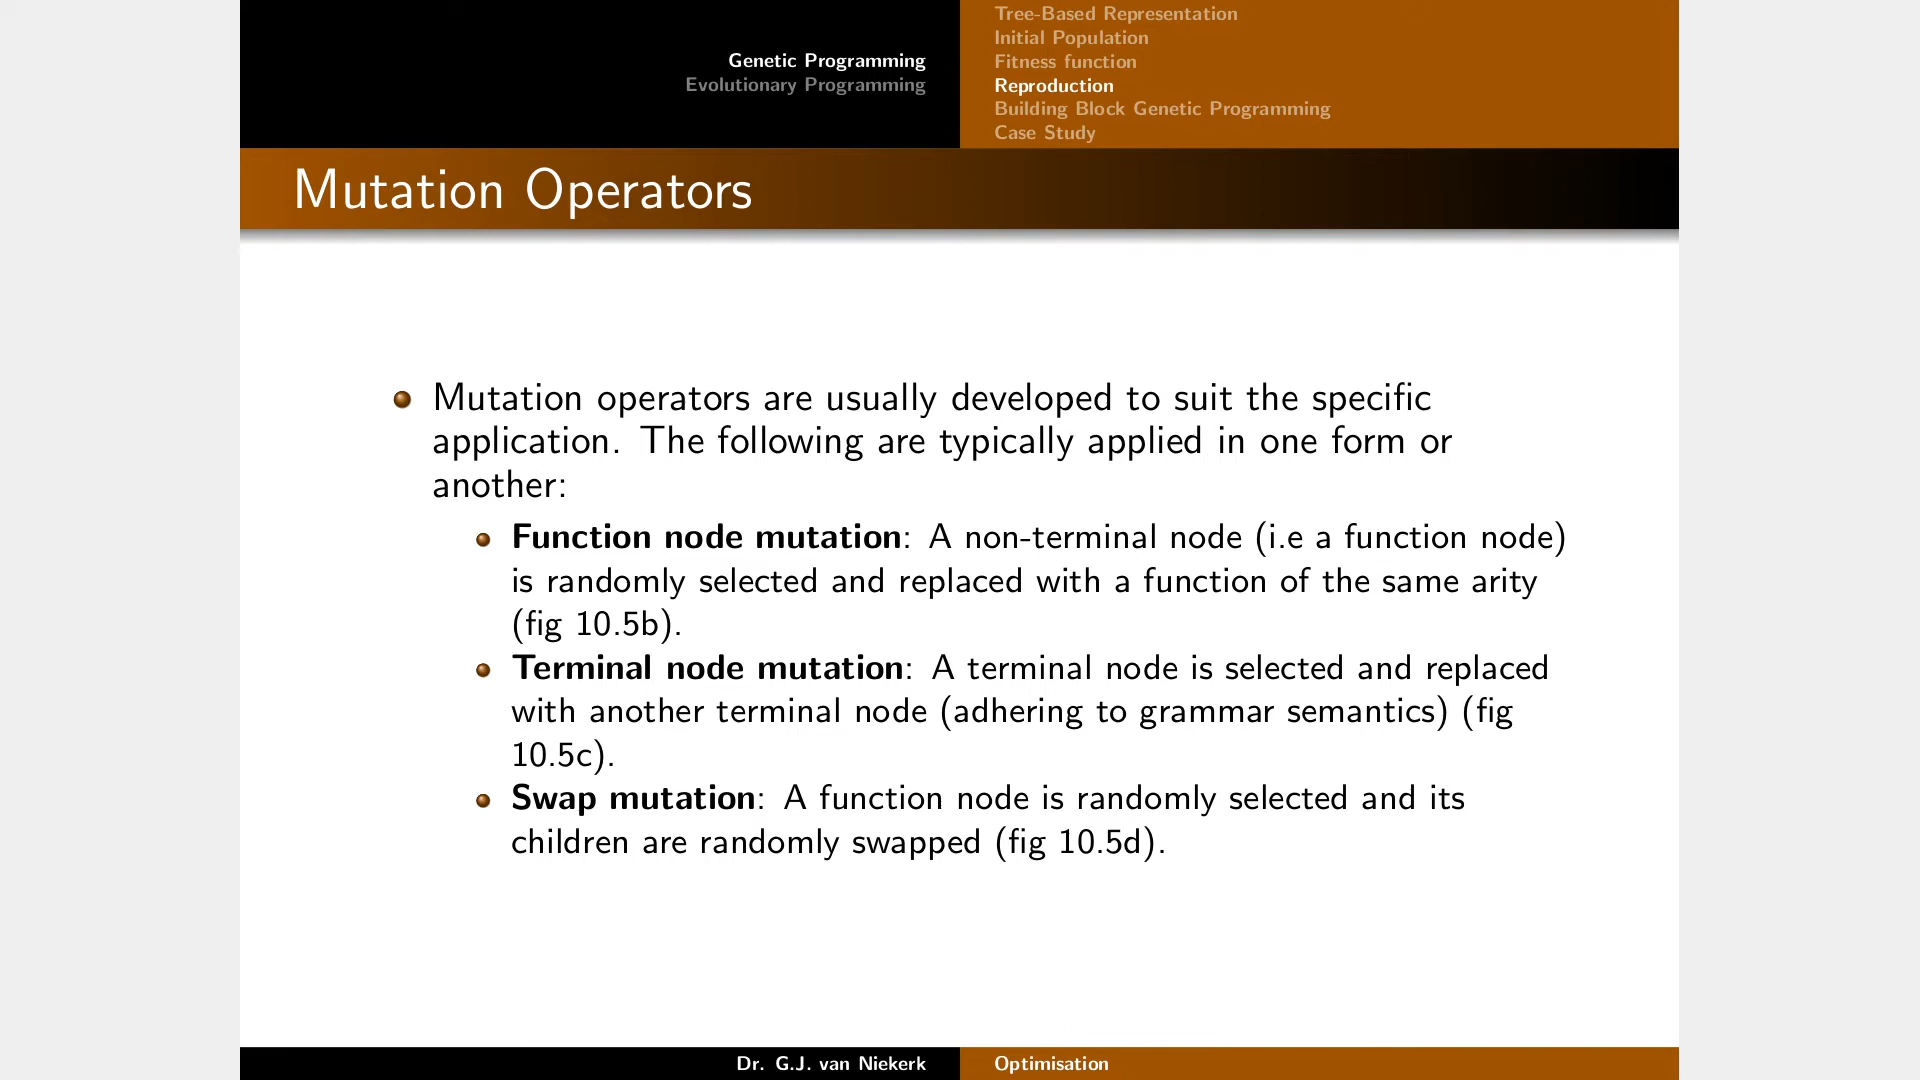 Genetic Programming
Evolutionary Programming
Tree-Based Representation
Initial Population
Fitness function
Reproduction
Building Block Genetic Programming
Case Study
Mutation Operators
Mutation operators are usually developed to suit the specific
application. The following are typically applied in one form or
another:
Function node mutation: A non-terminal node (i.e a function node)
is randomly selected and replaced with a function of the same arity
(fig 10.5b).
Terminal node mutation: A terminal node is selected and replaced
with another terminal node (adhering to grammar semantics) (fig
10.5c).
Swap mutation: A function node is randomly selected and its
children are randomly swapped (fig 10.5d).
Dr. G.J. van Niekerk
Optimisation